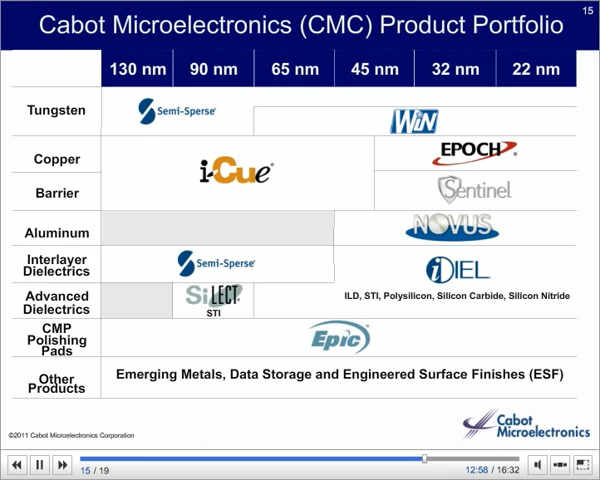 15
Cabot Microelectronics (CMC) Product Portfolio
130 nm 90 nm 65 nm 45 nm 32 nm 22 nm
Tungsten
Semi-Sperse®
WiN
Copper
i-Cue®
EPOCH®
Barrier
Sentinel
Aluminum
NOVUS
Interlayer
Dielectrics
Semi-Sperse®
iDIEL
Advanced
Dielectrics
SiLECT
STI
ILD, STI, Polysilicon, Silicon Carbide, Silicon Nitride
CMP
Polishing
Pads
Epic
Other
Products
Emerging Metals, Data Storage and Engineered Surface Finishes (ESF)
Cabot
Microelectronics
©2011 Cabot Microelectronics Corporation
15 / 19
12:58 / 16:32